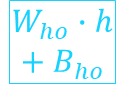 W_{ho} · h
+ B_{ho}